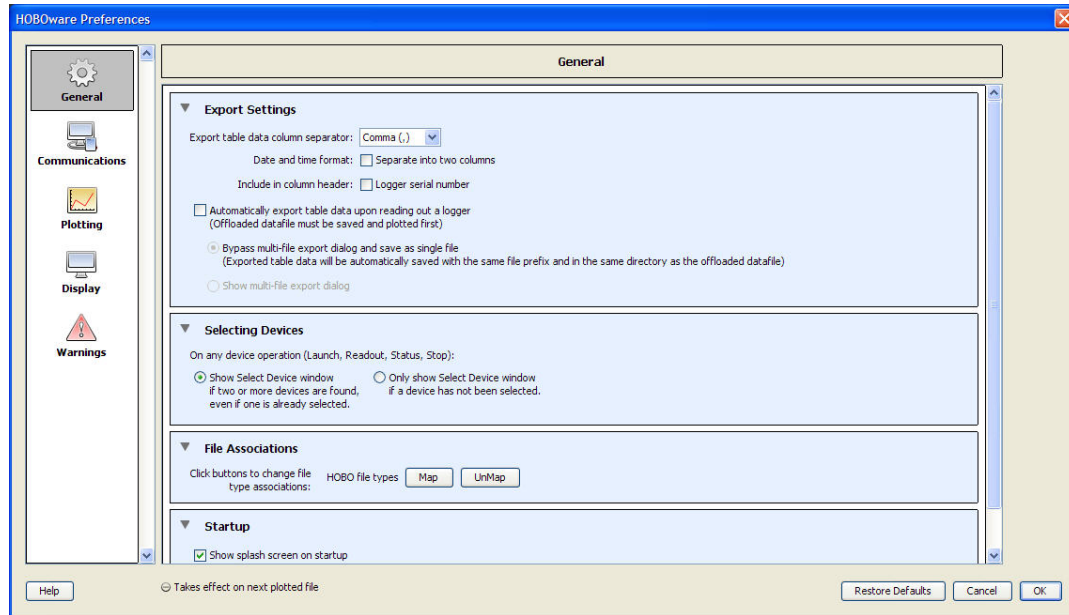 HOBOware Preferences
General
Communications
Plotting
Display
Warnings
General
Export Settings
Export table data column separator: Comma (,)
Date and time format: Separate into two columns
Include in column header: Logger serial number
Automatically export table data upon reading out a logger
(Offloaded datafile must be saved and plotted first)
Bypass multi-file export dialog and save as single file
(Exported table data will be automatically saved with the same file prefix and in the same directory as the offloaded datafile)
Show multi-file export dialog
Selecting Devices
On any device operation (Launch, Readout, Status, Stop):
Show Select Device window
if two or more devices are found,
even if one is already selected.
Only show Select Device window
if a device has not been selected.
File Associations
Click buttons to change file
type associations:
HOBO file types Map UnMap
Startup
Show splash screen on startup
Help
Takes effect on next plotted file
Restore Defaults Cancel OK